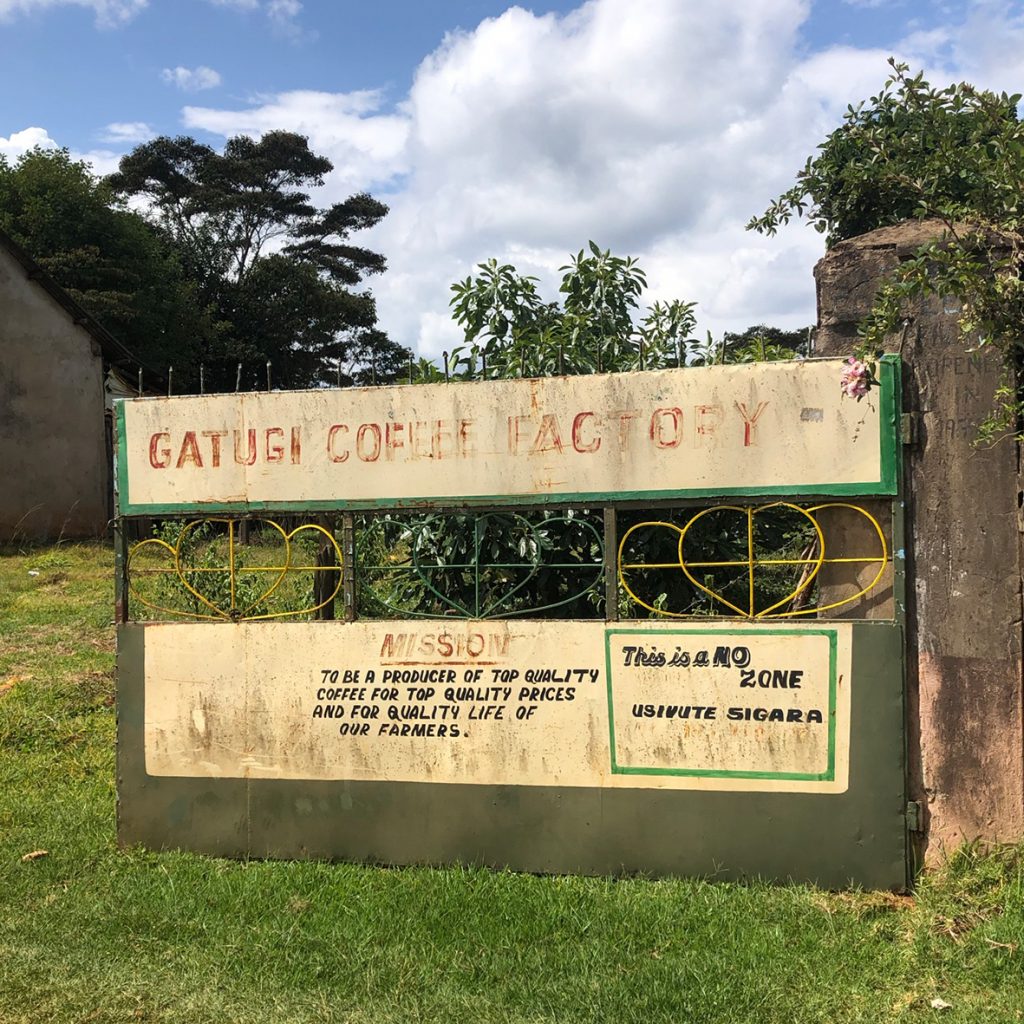 GATUGI COFFEE FACTORY
MISSION
TO BE A PRODUCER OF TOP QUALITY
COFFEE FOR TOP QUALITY PRICES
AND FOR QUALITY LIFE OF
OUR FARMERS.
This is a NO
ZONE
USIVUTE SIGARA